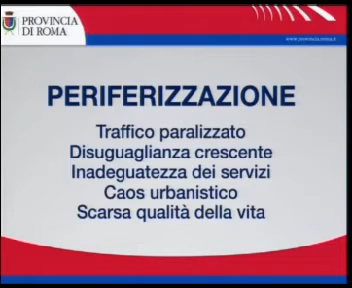 PROVINCIA
DI ROMA
www.provincia.roma.it
PERIFERIZZAZIONE
Traffico paralizzato
Disuguaglianza crescente
Inadeguatezza dei servizi
Caos urbanistico
Scarsa qualità della vita